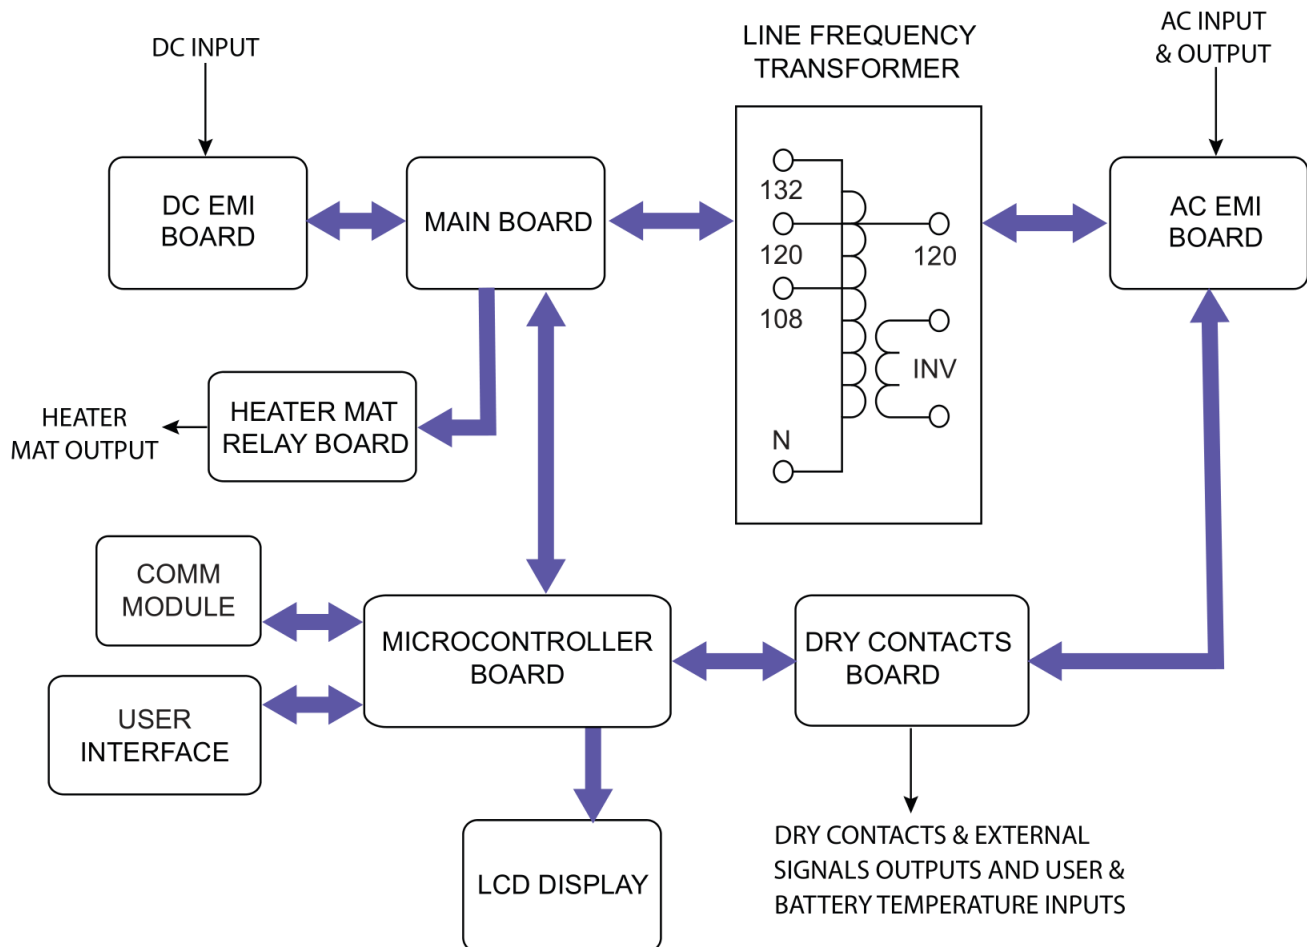 DC INPUT
LINE FREQUENCY
TRANSFORMER
AC INPUT
& OUTPUT
DC EMI
BOARD
MAIN BOARD
132
120
120
108
INV
N
AC EMI
BOARD
HEATER
MAT OUTPUT
HEATER MAT
RELAY BOARD
COMM
MODULE
USER
INTERFACE
MICROCONTROLLER
BOARD
DRY CONTACTS
BOARD
LCD DISPLAY
DRY CONTACTS & EXTERNAL
SIGNALS OUTPUTS AND USER &
BATTERY TEMPERATURE INPUTS